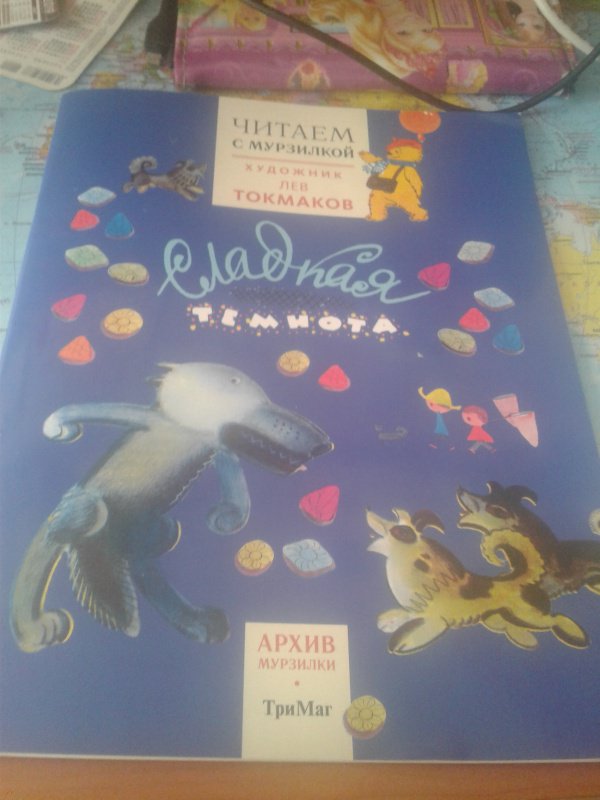 ЧИТАЕМ
С МУРЗИЛКОЙ
ХУДОЖНИК
ЛЕВ
ТОКМАКОВ
Сладкая
ТЕМНОТА
АРХИВ
МУРЗИЛКИ
ТриМаг